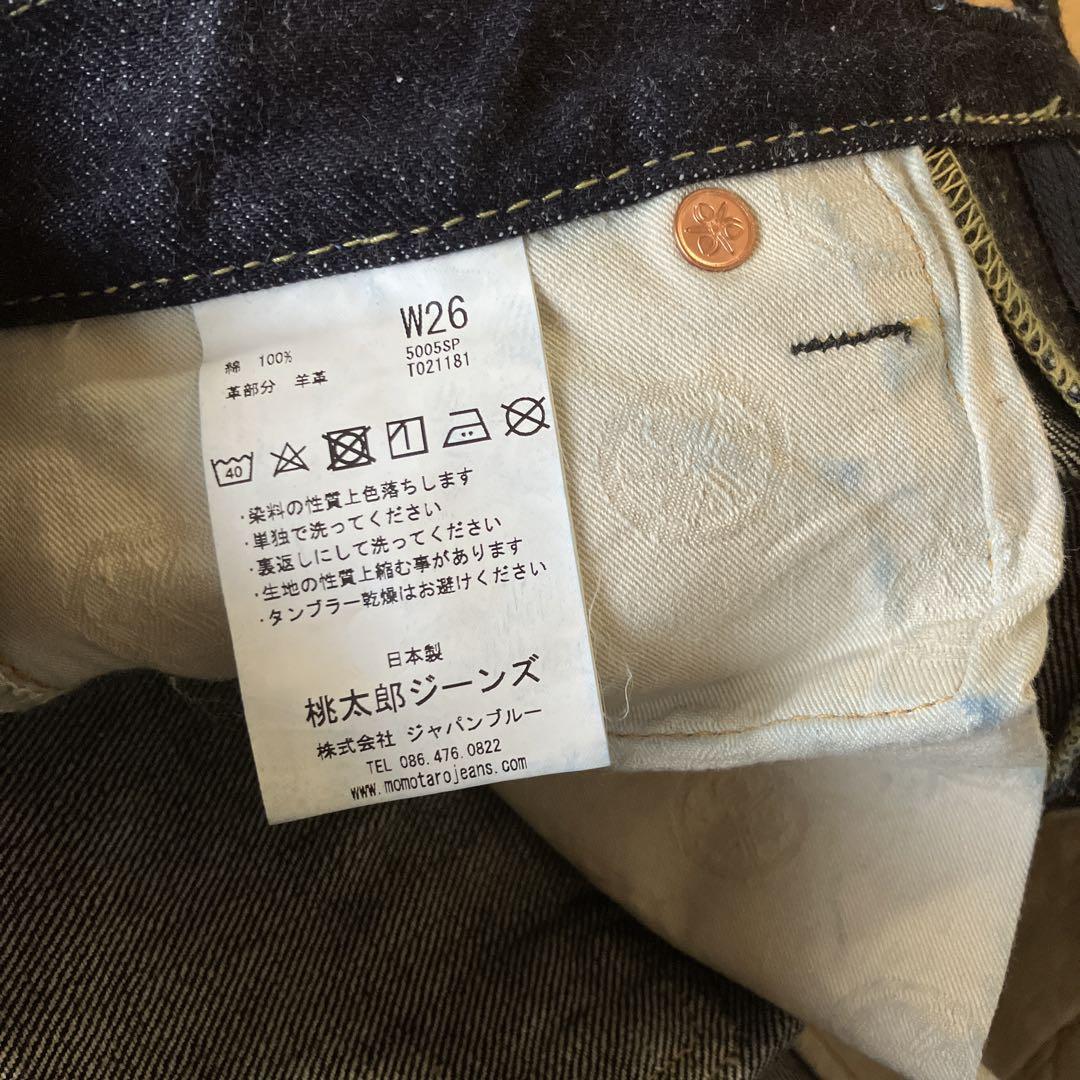 W26
5005SP
T021181
綿 100%
革部分 羊革
40
・染料の性質上色落ちします
・単独で洗ってください
・裏返しにして洗ってください
・生地の性質上縮む事があります
・タンブラー乾燥はお避けください
日本製
桃太郎ジーンズ
株式会社 ジャパンブルー
TEL 086.476.0822
www.momotarojeans.com